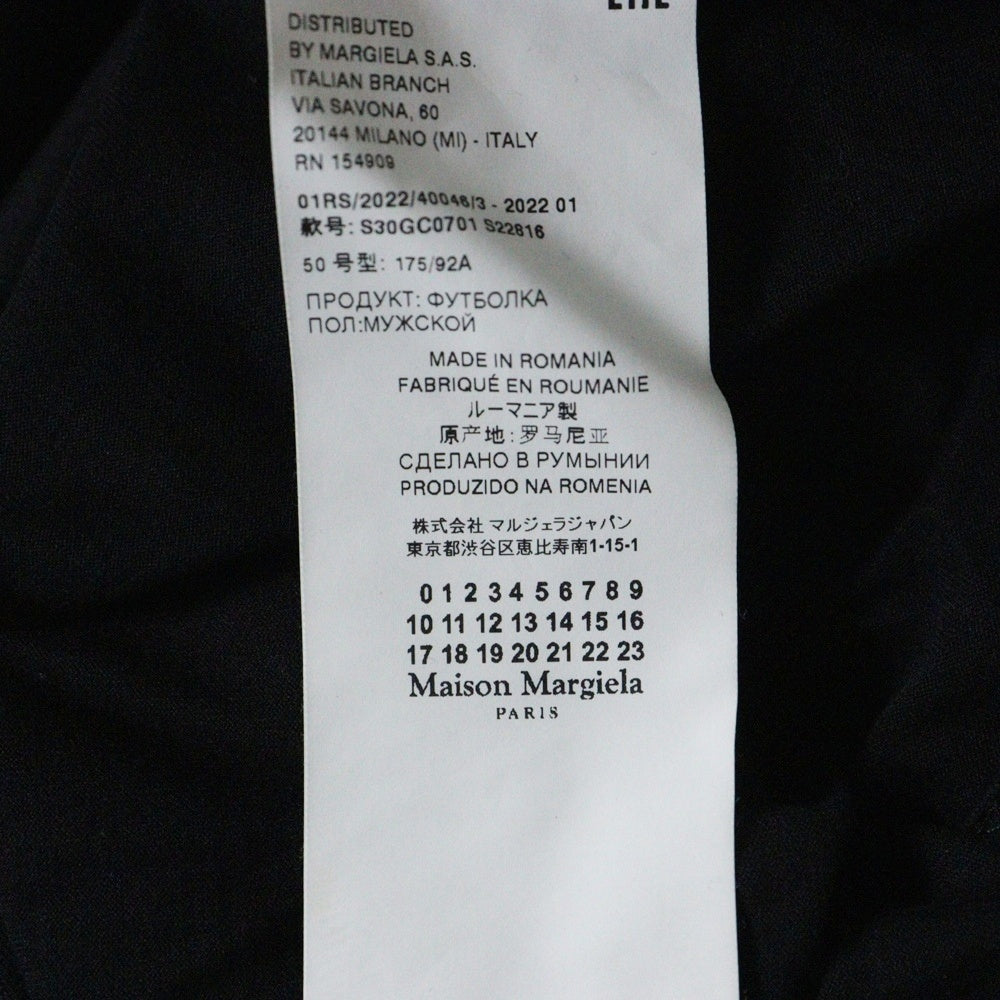 DISTRIBUTED
BY MARGIELA S.A.S.
ITALIAN BRANCH
VIA SAVONA, 60
20144 MILANO (MI) - ITALY
RN 154909
01RS/2022/40046/3 - 2022 01
款号: S30GC0701 S22816
50 号型: 175/92A
ПРОДУКТ: ФУТБОЛКА
ПОЛ:МУЖСКОЙ
MADE IN ROMANIA
FABRIQUÉ EN ROUMANIE
ルーマニア製
原产地:罗马尼亚
СДЕЛАНО В РУМЫНИИ
PRODUZIDO NA ROMENIA
株式会社 マルジェラジャパン
東京都渋谷区恵比寿南1-15-1
0 1 2 3 4 5 6 7 8 9
10 11 12 13 14 15 16
17 18 19 20 21 22 23
Maison Margiela
PARIS